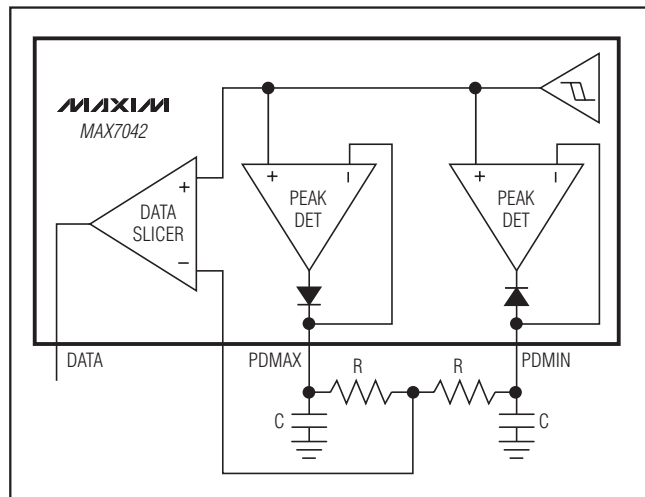 MAXIM
MAX7042
DATA
SLICER
+
−
PEAK
DET
+
−
PEAK
DET
+
−
DATA
PDMAX
R
R
PDMIN
C
C